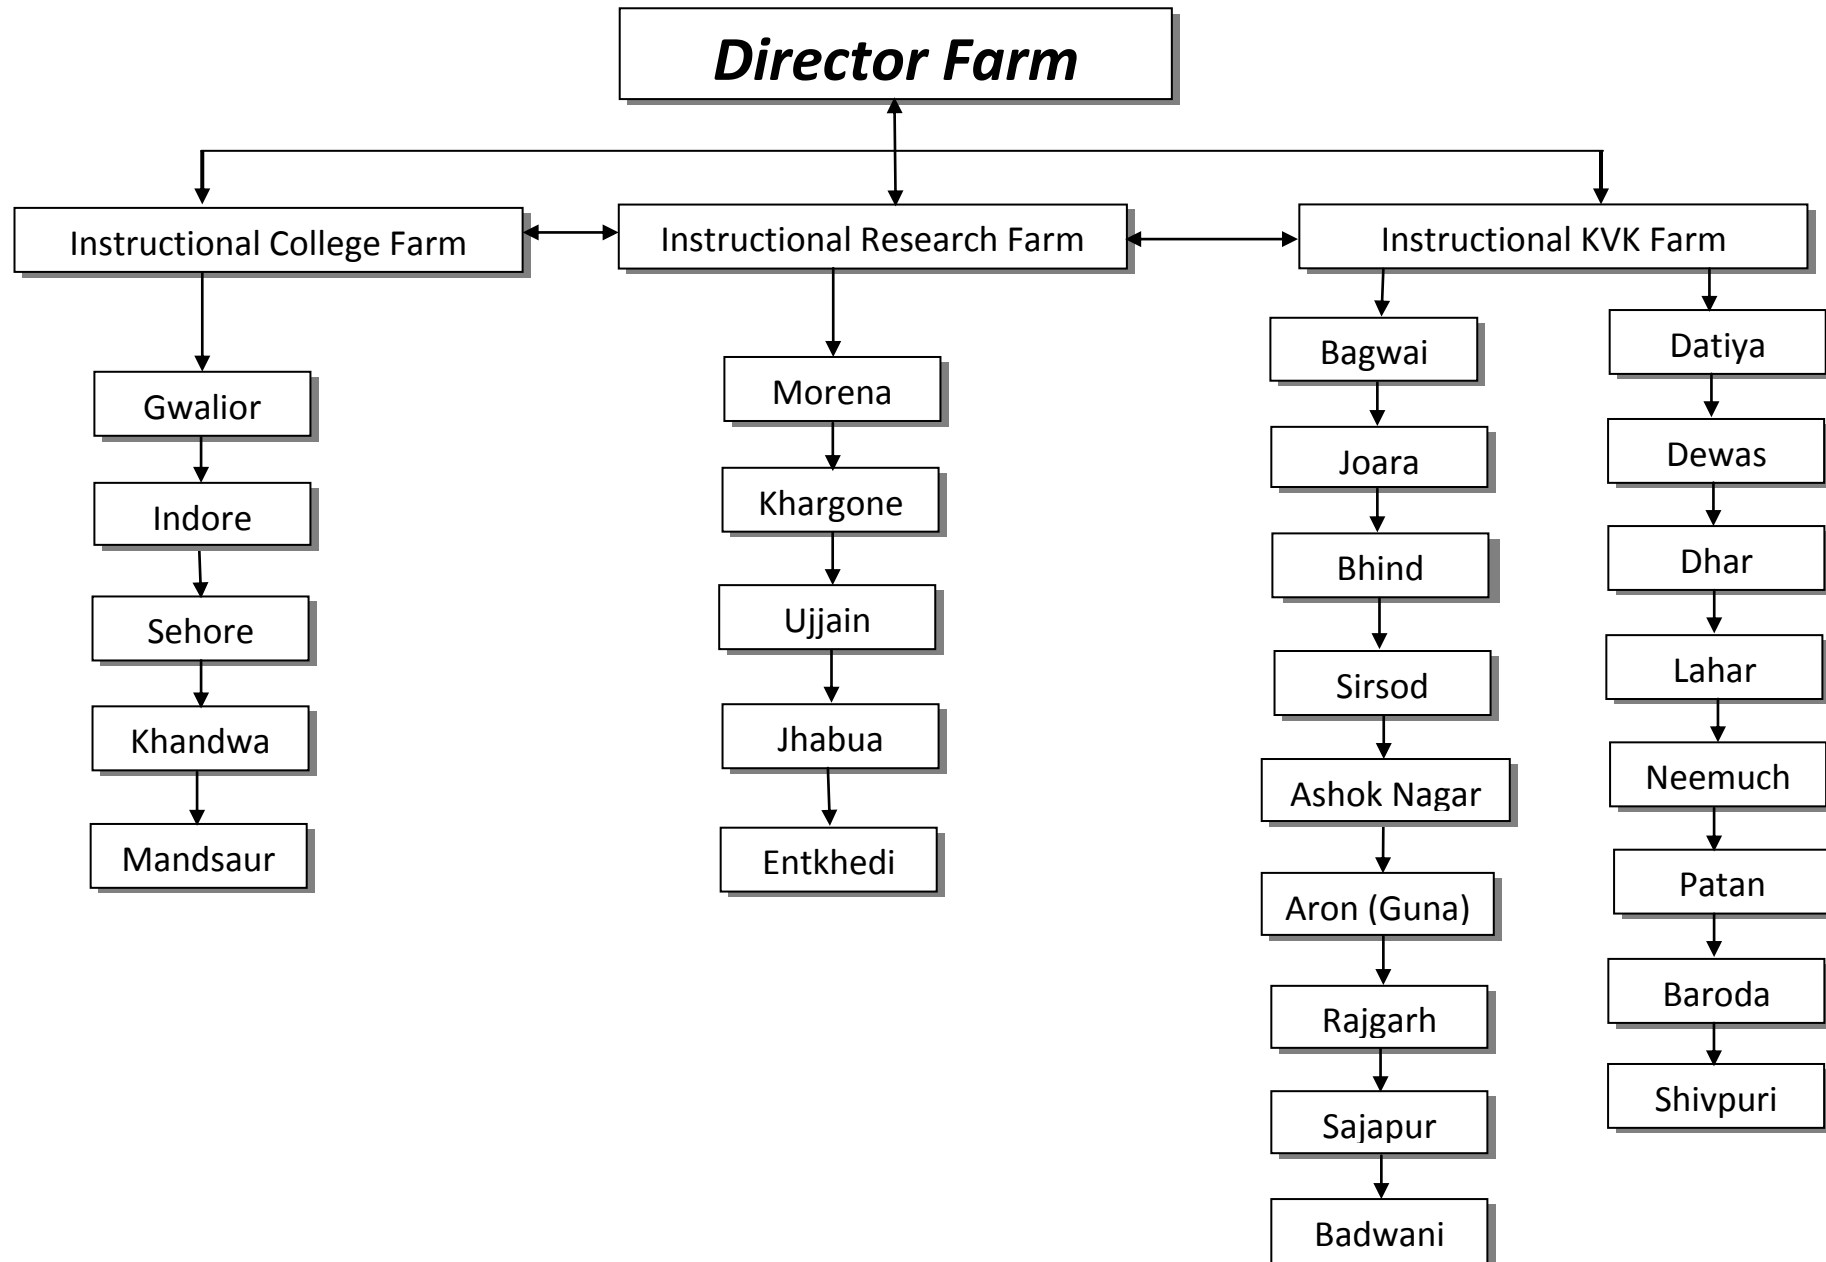 Director Farm
Instructional College Farm
Instructional Research Farm
Instructional KVK Farm
Gwalior
Indore
Sehore
Khandwa
Mandsaur
Morena
Khargone
Ujjain
Jhabua
Entkhedi
Bagwai
Joara
Bhind
Sirsod
Ashok Nagar
Aron (Guna)
Rajgarh
Sajapur
Badwani
Datiya
Dewas
Dhar
Lahar
Neemuch
Patan
Baroda
Shivpuri